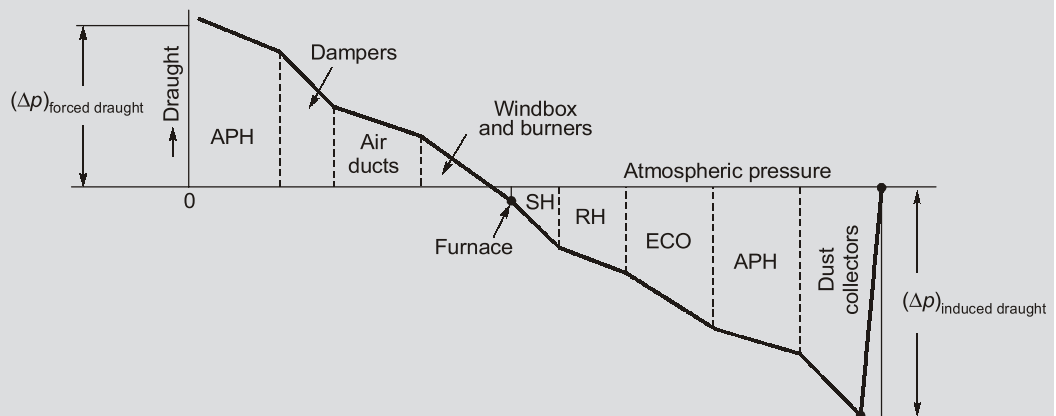 Draught
(Δp)forced draught
Dampers
APH
Air
ducts
Windbox
and burners
Atmospheric pressure
0
Furnace
SH
RH
ECO
APH
Dust
collectors
(Δp)induced draught